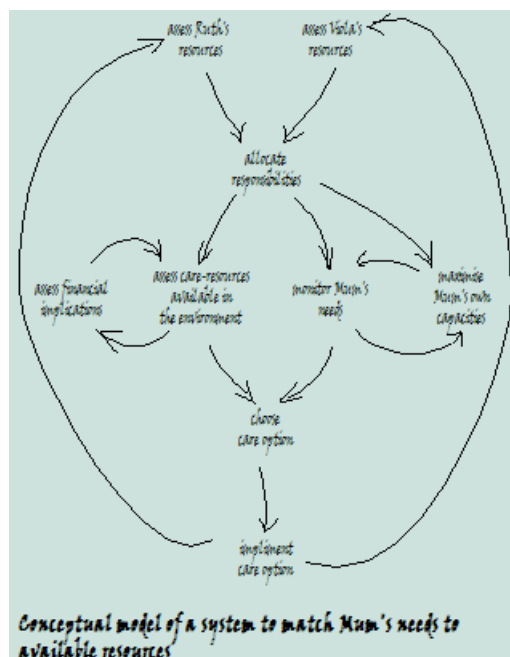 assess Ruth's
resources
assess Viola's
resources
allocate
responsibilities
assess financial
implications
assess care-resources
available in
the environment
monitor Mum's
needs
maximise
Mum's own
capacities
choose
care option
impliment
care option
Conceptual model of a system to match Mum's needs to
available resources